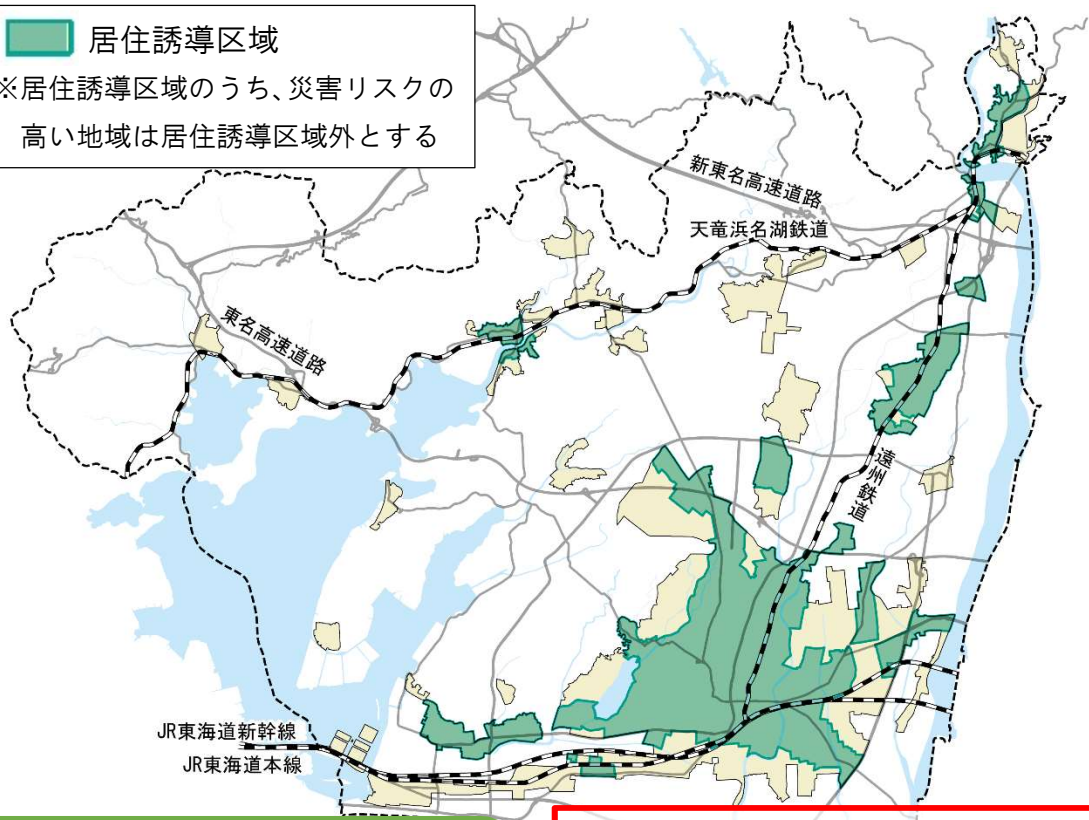 居住誘導区域
※居住誘導区域のうち、災害リスクの
高い地域は居住誘導区域外とする
新東名高速道路
天竜浜名湖鉄道
東名高速道路
遠州鉄道
JR東海道新幹線
JR東海道本線